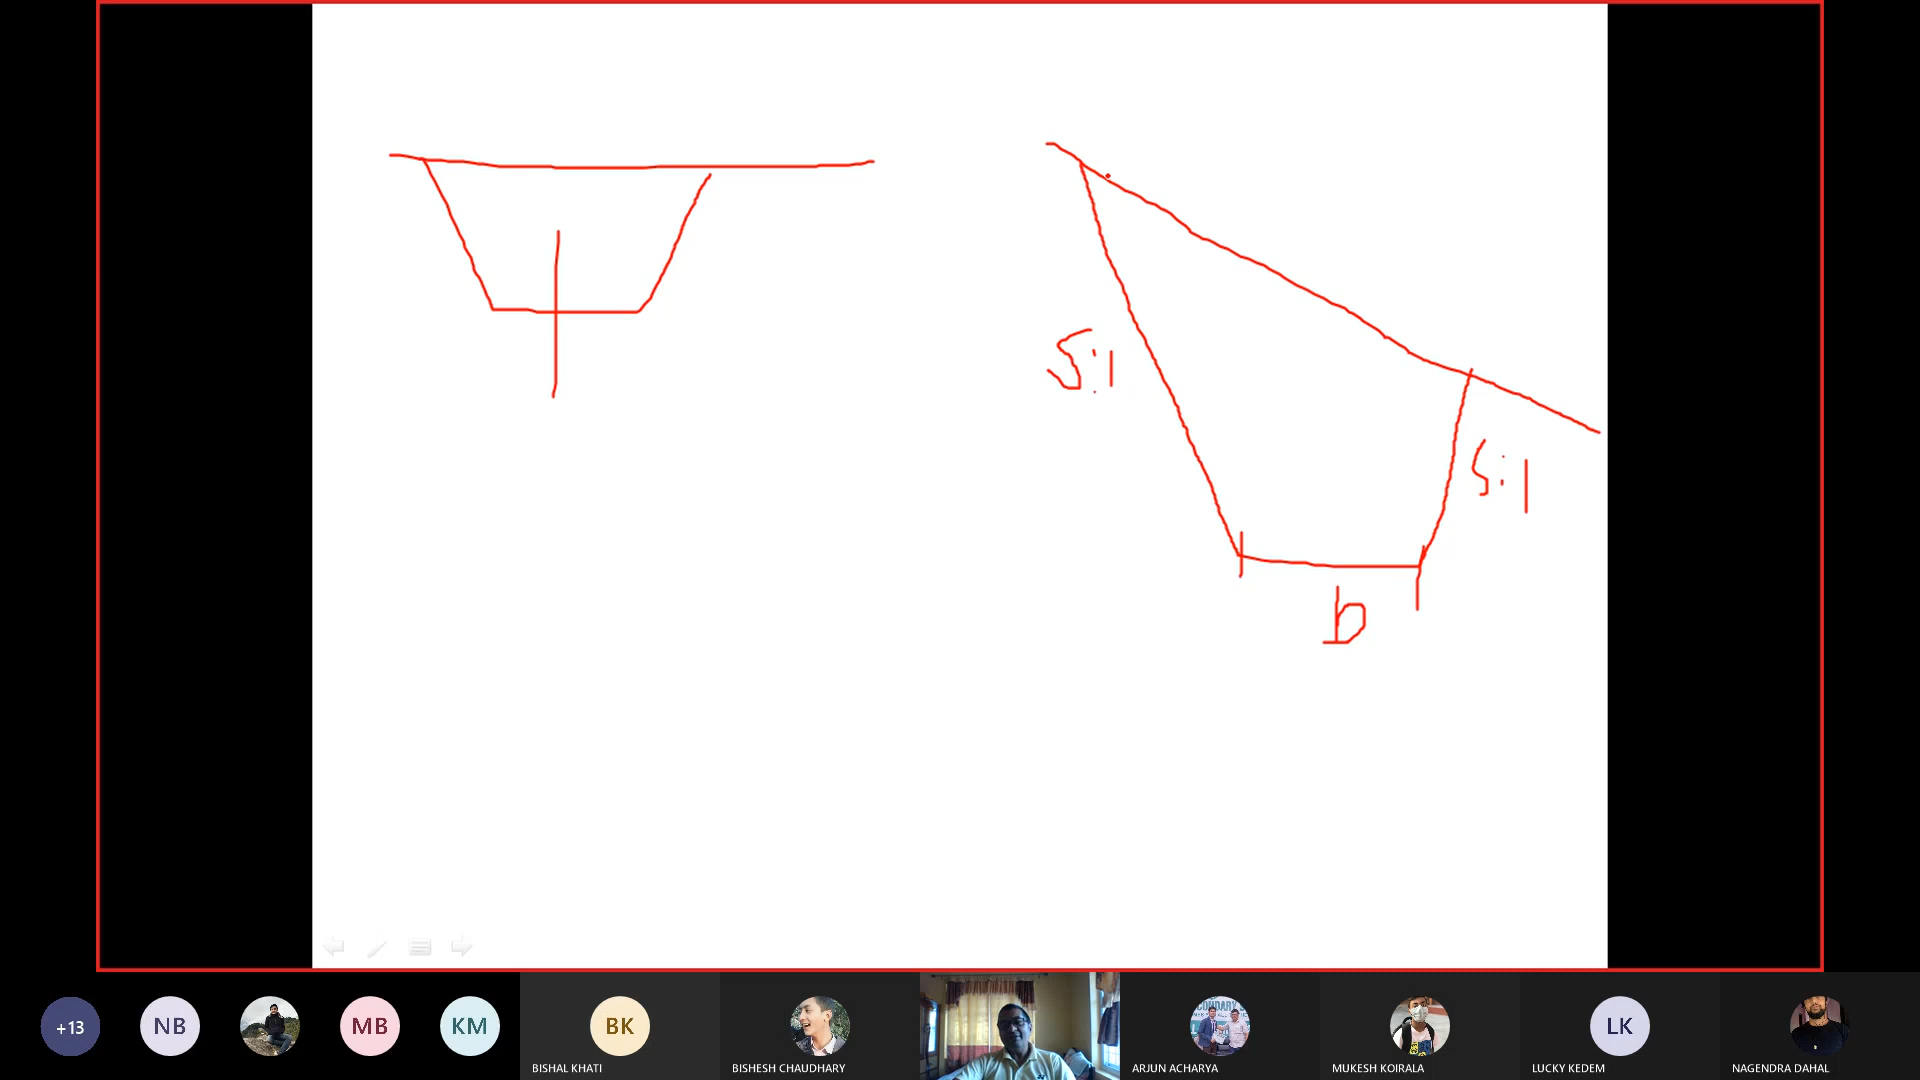 S:1
S:1
b
+13
NB
MB
KM
BK
LK
BISHAL KHATI
BISHESH CHAUDHARY
ARJUN ACHARYA
MUKESH KOIRALA
LUCKY KEDEM
NAGENDRA DAHAL